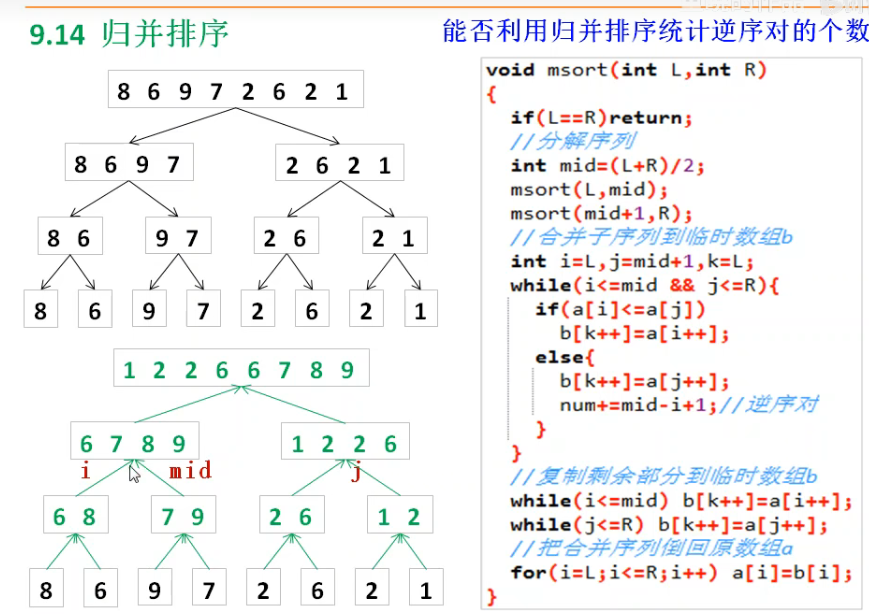 9.14 归并排序
能否利用归并排序统计逆序对的个数
8 6 9 7 2 6 2 1
8 6 9 7
2 6 2 1
8 6
9 7
2 6
2 1
8
6
9
7
2
6
2
1
1 2 2 6 6 7 8 9
6 7 8 9
1 2 2 6
i
mid
j
6 8
7 9
2 6
1 2
8
6
9
7
2
6
2
1
void msort(int L,int R)
{
if(L==R)return;
//分解序列
int mid=(L+R)/2;
msort(L,mid);
msort(mid+1,R);
//合并子序列到临时数组b
int i=L,j=mid+1,k=L;
while(i<=mid && j<=R){
if(a[i]<=a[j])
b[k++]=a[i++];
else{
b[k++]=a[j++];
num+=mid-i+1;//逆序对
}
}
//复制剩余部分到临时数组b
while(i<=mid) b[k++]=a[i++];
while(j<=R) b[k++]=a[j++];
//把合并序列倒回原数组a
for(i=L;i<=R;i++) a[i]=b[i];
}